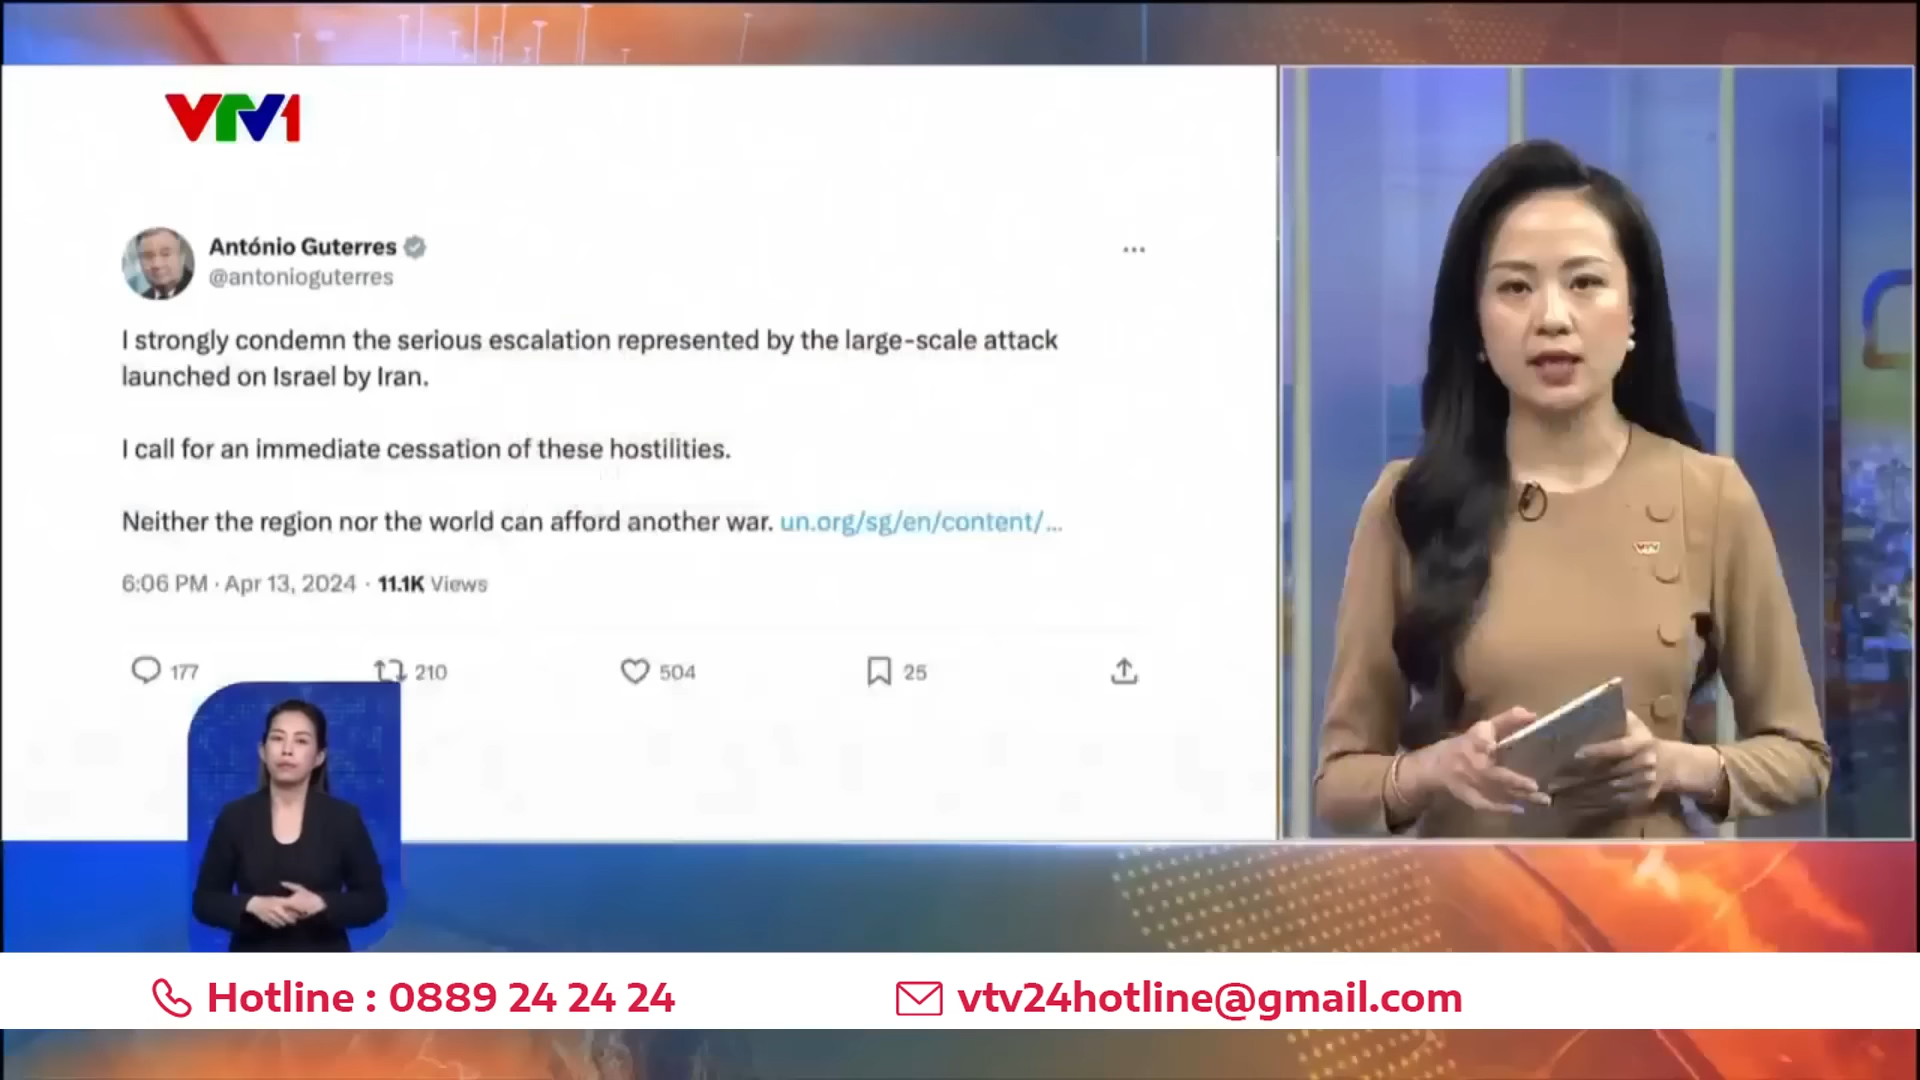 VTV1
António Guterres
@antonioguterres
...
I strongly condemn the serious escalation represented by the large-scale attack
launched on Israel by Iran.
I call for an immediate cessation of these hostilities.
Neither the region nor the world can afford another war. un.org/sg/en/content/...
6:06 PM · Apr 13, 2024 · 11.1K Views
177 210 504 25
VTV1
Hotline : 0889 24 24 24
vtv24hotline@gmail.com